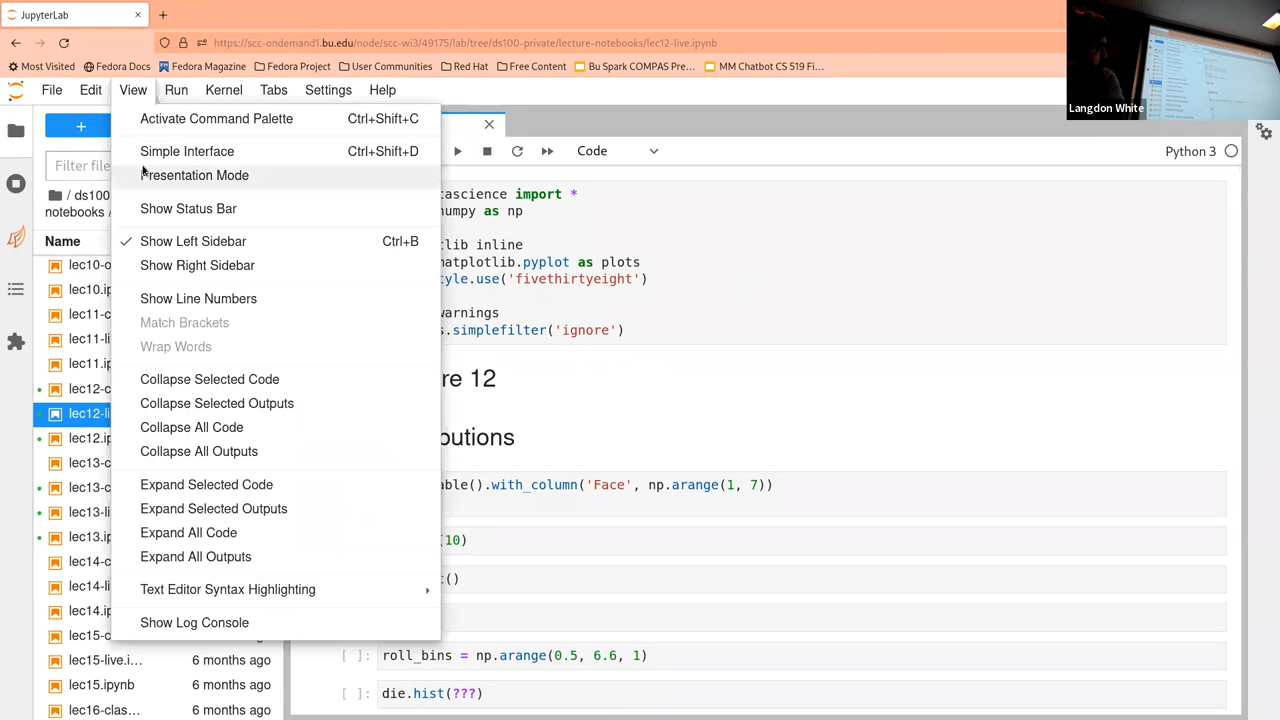 JupyterLab
https://scc-ondemand1.bu.edu/node/scc-wi3/49175/lab/tree/ds100-private/lecture-notebooks/lec12-live.ipynb
Most Visited Fedora Docs Fedora Magazine Fedora Project User Communities Red Hat Free Content Bu Spark COMPAS Pre… MM Chatbot CS 519 Fi…
Langdon White
File Edit View Run Kernel Tabs Settings Help
Activate Command Palette Ctrl+Shift+C
Simple Interface Ctrl+Shift+D
Presentation Mode
Show Status Bar
Show Left Sidebar Ctrl+B
Show Right Sidebar
Show Line Numbers
Match Brackets
Wrap Words
Collapse Selected Code
Collapse Selected Outputs
Collapse All Code
Collapse All Outputs
Expand Selected Code
Expand Selected Outputs
Expand All Code
Expand All Outputs
Text Editor Syntax Highlighting
Show Log Console
Filter file
/ ds100
notebooks /
Name
lec10-o
lec10.ip
lec11-c
lec11-li
lec11.ip
lec12-c
lec12-li
lec12.ip
lec13-c
lec13-c
lec13-li
lec13.ip
lec14-c
lec14-li
lec14.ip
lec15-c
lec15-live.i… 6 months ago
lec15.ipynb 6 months ago
lec16-clas… 6 months ago
Code
Python 3
tascience import *
numpy as np
tlib inline
matplotlib.pyplot as plots
tyle.use('fivethirtyeight')
warnings
s.simplefilter('ignore')
re 12
butions
able().with_column('Face', np.arange(1, 7))
(10)
t()
[ ]: roll_bins = np.arange(0.5, 6.6, 1)
[ ]: die.hist(???)